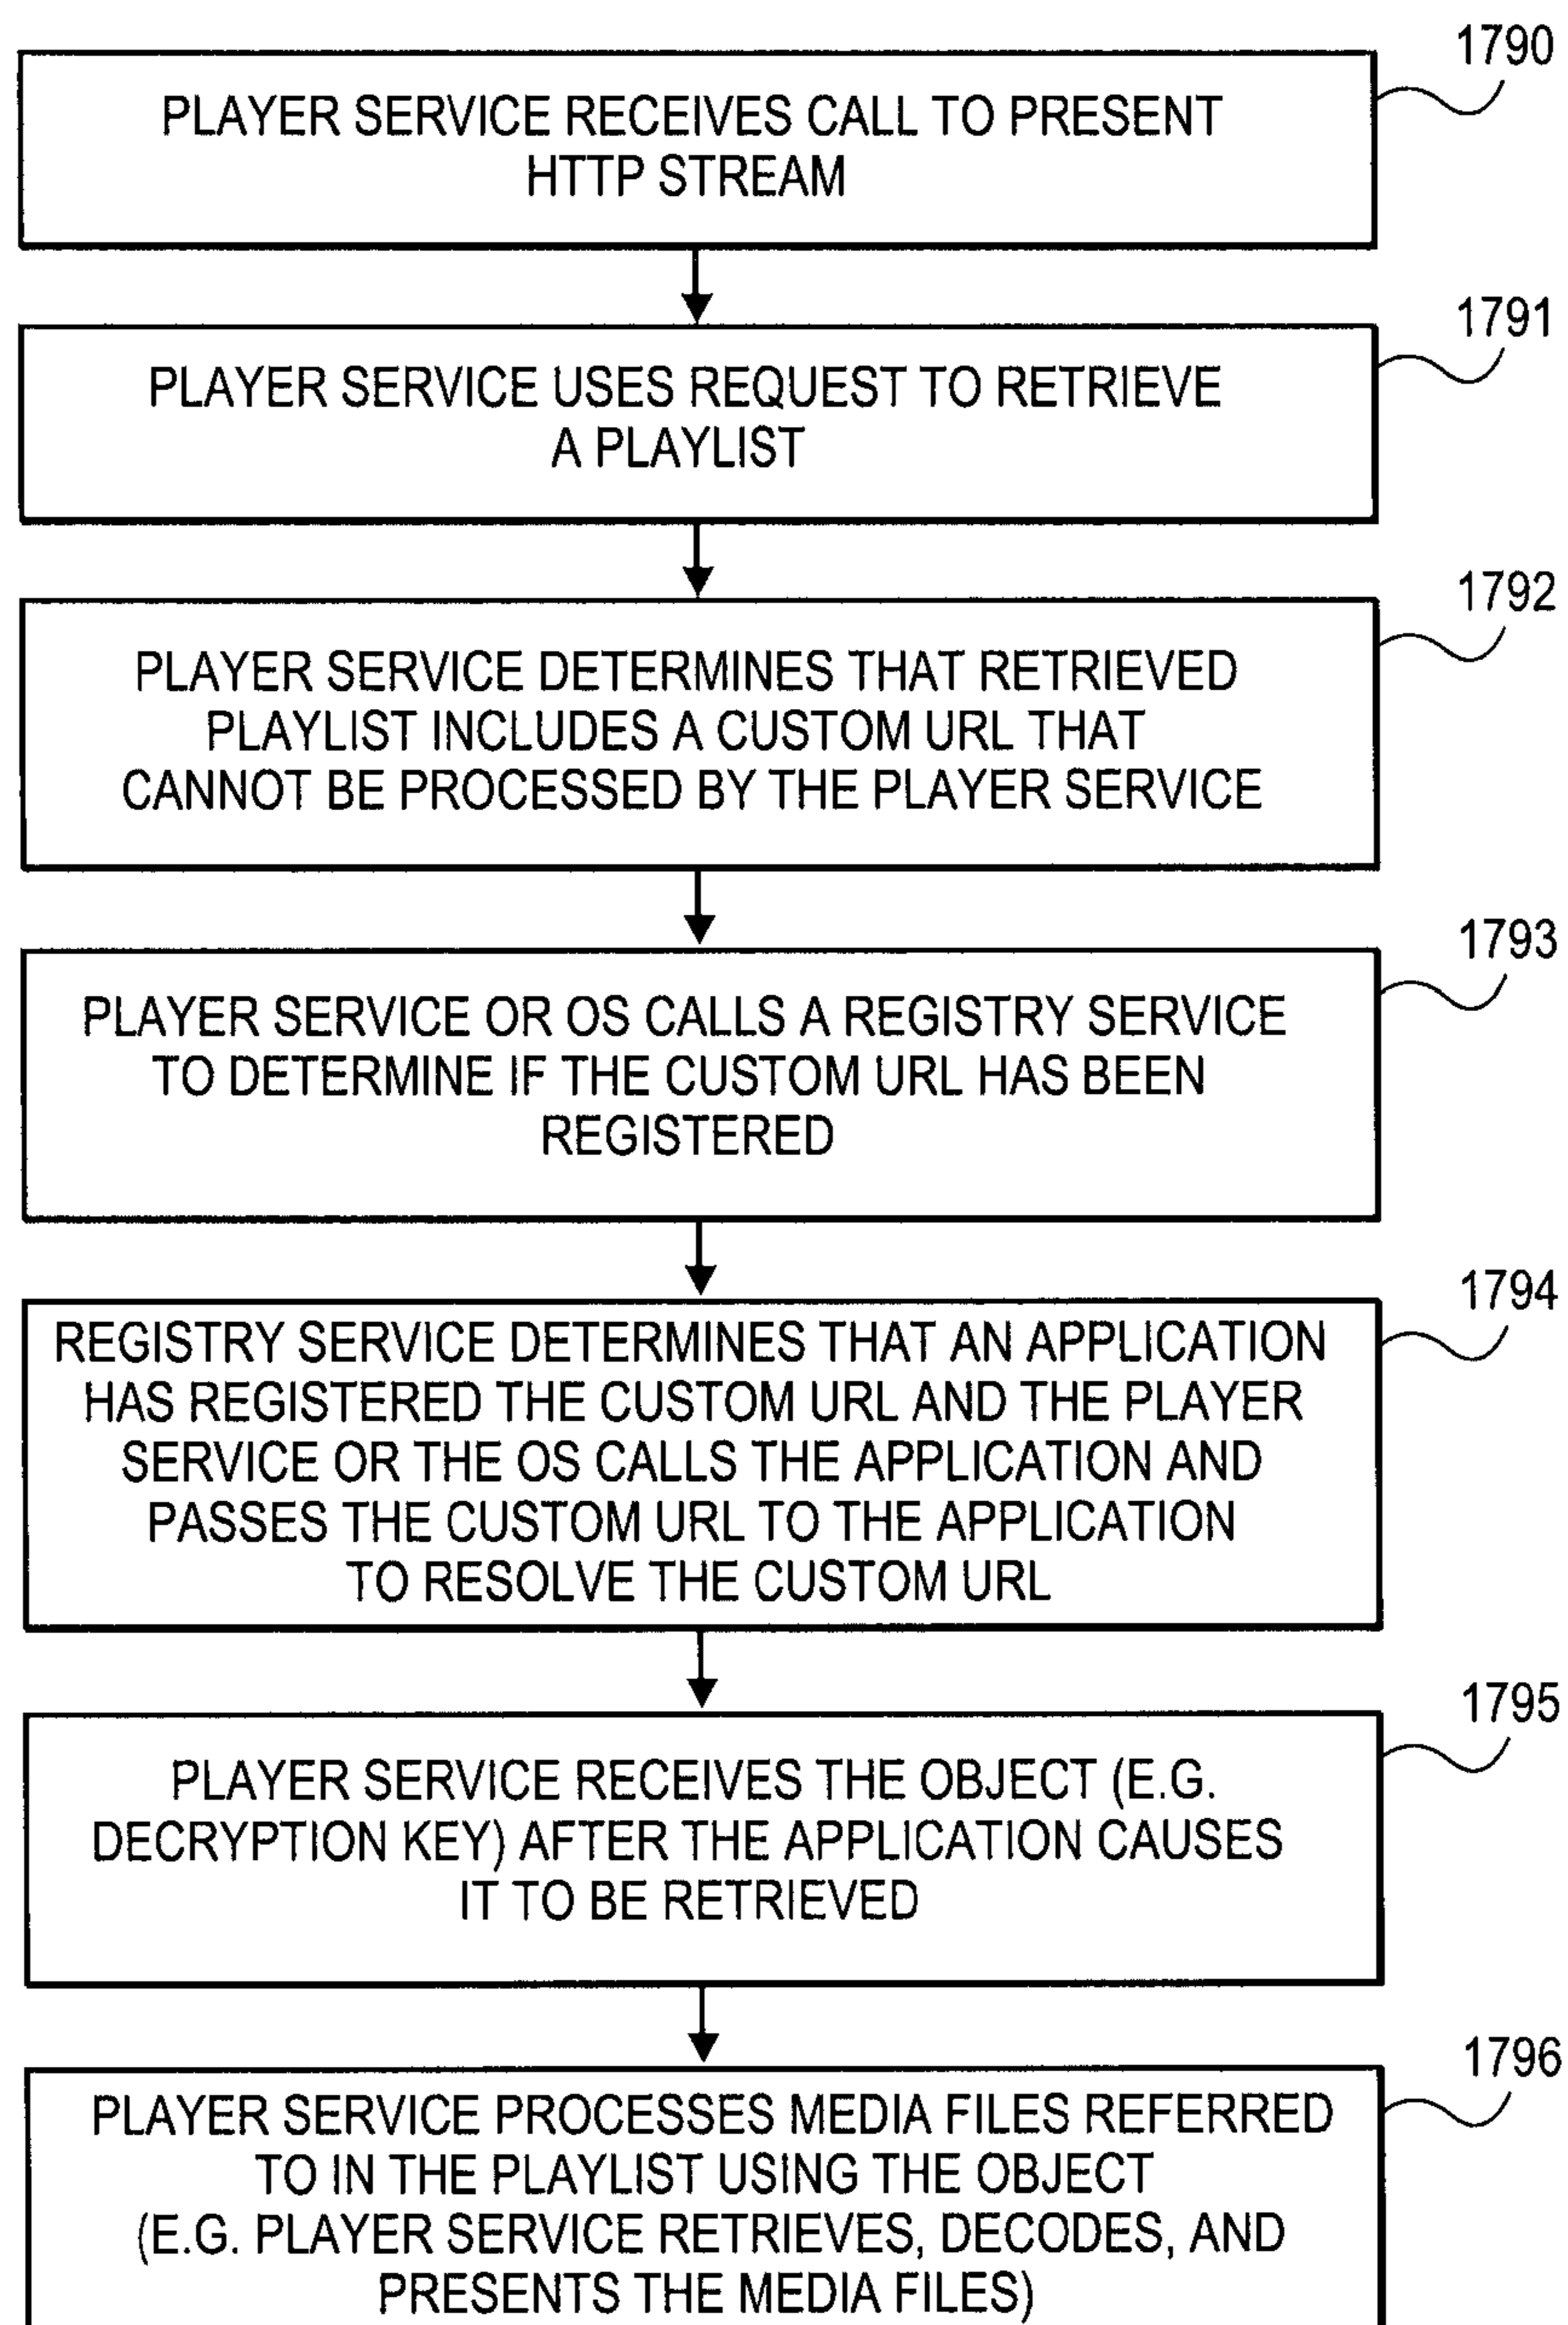 1790
PLAYER SERVICE RECEIVES CALL TO PRESENT
HTTP STREAM
1791
PLAYER SERVICE USES REQUEST TO RETRIEVE
A PLAYLIST
1792
PLAYER SERVICE DETERMINES THAT RETRIEVED
PLAYLIST INCLUDES A CUSTOM URL THAT
CANNOT BE PROCESSED BY THE PLAYER SERVICE
1793
PLAYER SERVICE OR OS CALLS A REGISTRY SERVICE
TO DETERMINE IF THE CUSTOM URL HAS BEEN
REGISTERED
1794
REGISTRY SERVICE DETERMINES THAT AN APPLICATION
HAS REGISTERED THE CUSTOM URL AND THE PLAYER
SERVICE OR THE OS CALLS THE APPLICATION AND
PASSES THE CUSTOM URL TO THE APPLICATION
TO RESOLVE THE CUSTOM URL
1795
PLAYER SERVICE RECEIVES THE OBJECT (E.G.
DECRYPTION KEY) AFTER THE APPLICATION CAUSES
IT TO BE RETRIEVED
1796
PLAYER SERVICE PROCESSES MEDIA FILES REFERRED
TO IN THE PLAYLIST USING THE OBJECT
(E.G. PLAYER SERVICE RETRIEVES, DECODES, AND
PRESENTS THE MEDIA FILES)